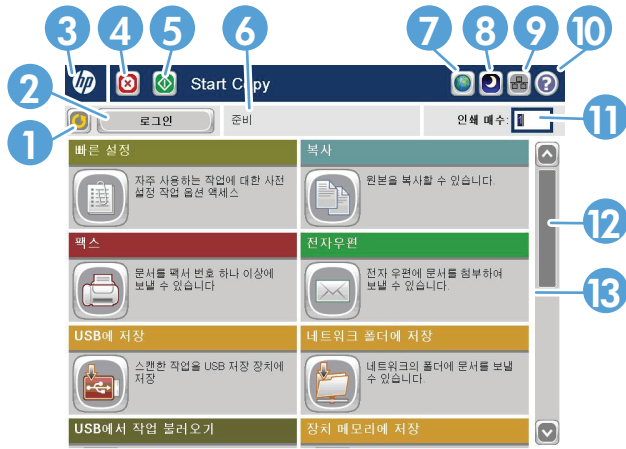 3 4 5 6 7 8 9 10
hp Start Copy ?
2
로그인 준비 인쇄 매수: 1 11
1
빠른 설정 복사
자주 사용하는 작업에 대한 사전
설정 작업 옵션 액세스
원본을 복사할 수 있습니다.
12
팩스 전자우편
문서를 팩서 번호 하나 이상에
보낼 수 있습니다
전자 우편에 문서를 첨부하여
보낼 수 있습니다.
13
USB에 저장 네트워크 폴더에 저장
스캔한 작업을 USB 저장 장치에
저장
네트워크의 폴더에 문서를 보낼
수 있습니다.
USB에서 작업 불러오기 장치 메모리에 저장